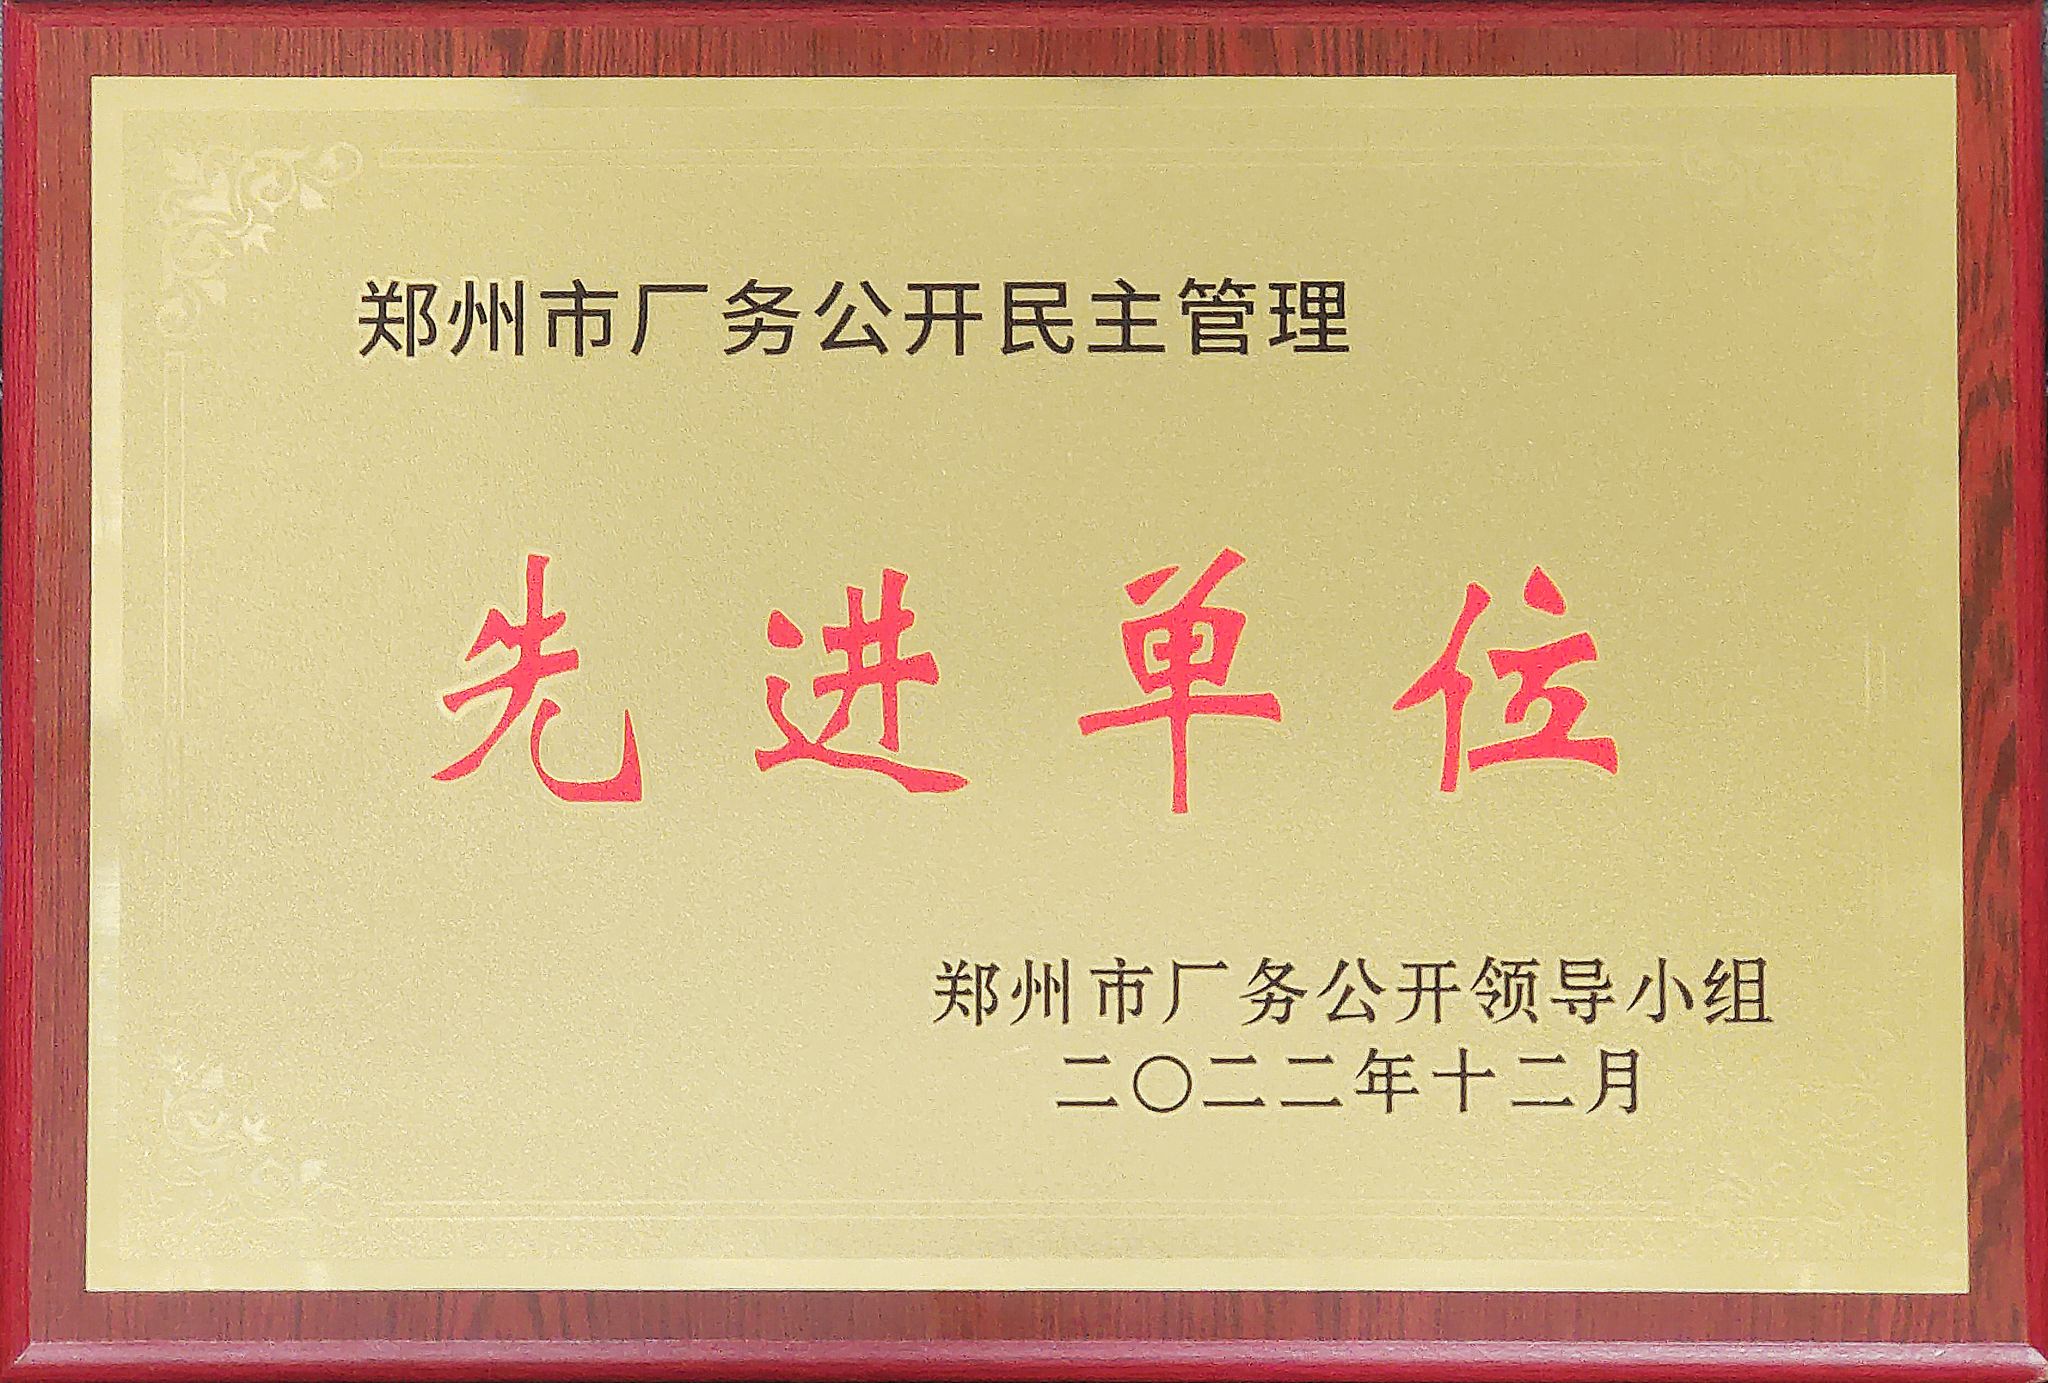 郑州市厂务公开民主管理
先进单位
郑州市厂务公开领导小组
二〇二二年十二月